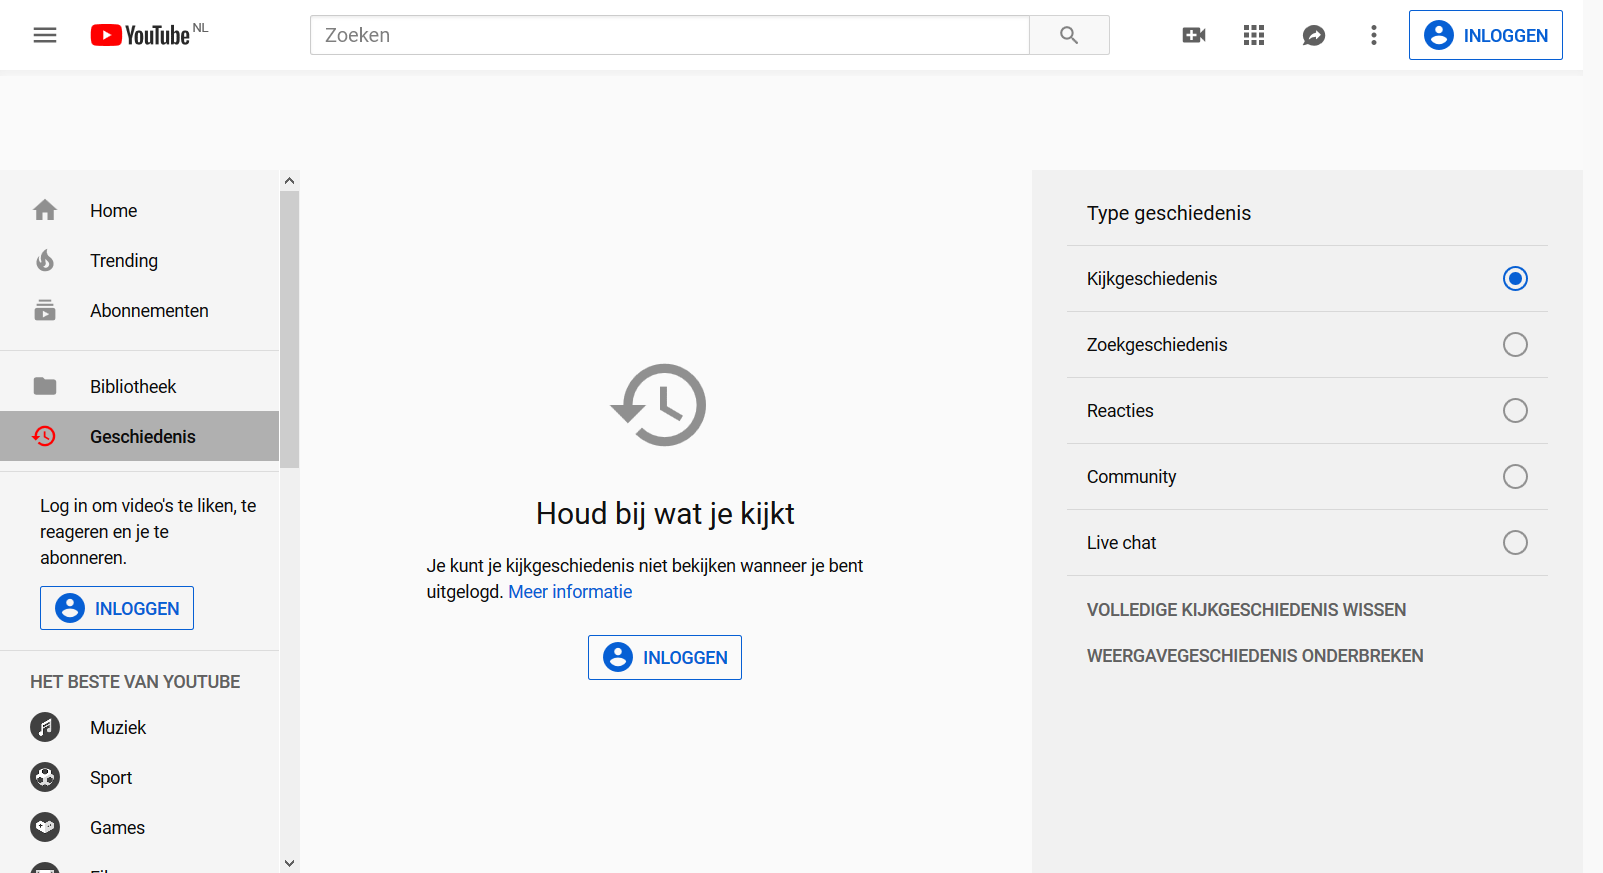 YouTube NL
Zoeken
INLOGGEN
Home
Trending
Abonnementen
Bibliotheek
Geschiedenis
Log in om video's te liken, te
reageren en je te
abonneren.
INLOGGEN
HET BESTE VAN YOUTUBE
Muziek
Sport
Games
Houd bij wat je kijkt
Je kunt je kijkgeschiedenis niet bekijken wanneer je bent
uitgelogd. Meer informatie
INLOGGEN
Type geschiedenis
Kijkgeschiedenis
Zoekgeschiedenis
Reacties
Community
Live chat
VOLLEDIGE KIJKGESCHIEDENIS WISSEN
WEERGAVEGESCHIEDENIS ONDERBREKEN